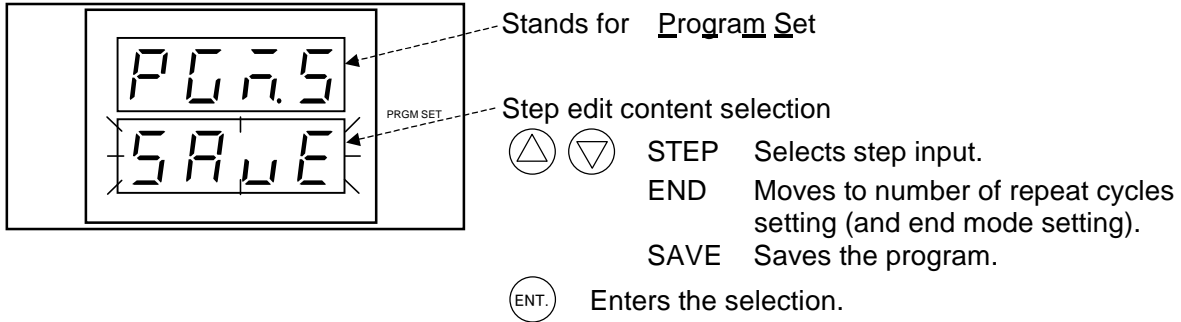 Stands for Program Set
PGM.S
PRGM SET
Step edit content selection
SAvE
STEP Selects step input.
END Moves to number of repeat cycles
setting (and end mode setting).
SAVE Saves the program.
ENT. Enters the selection.